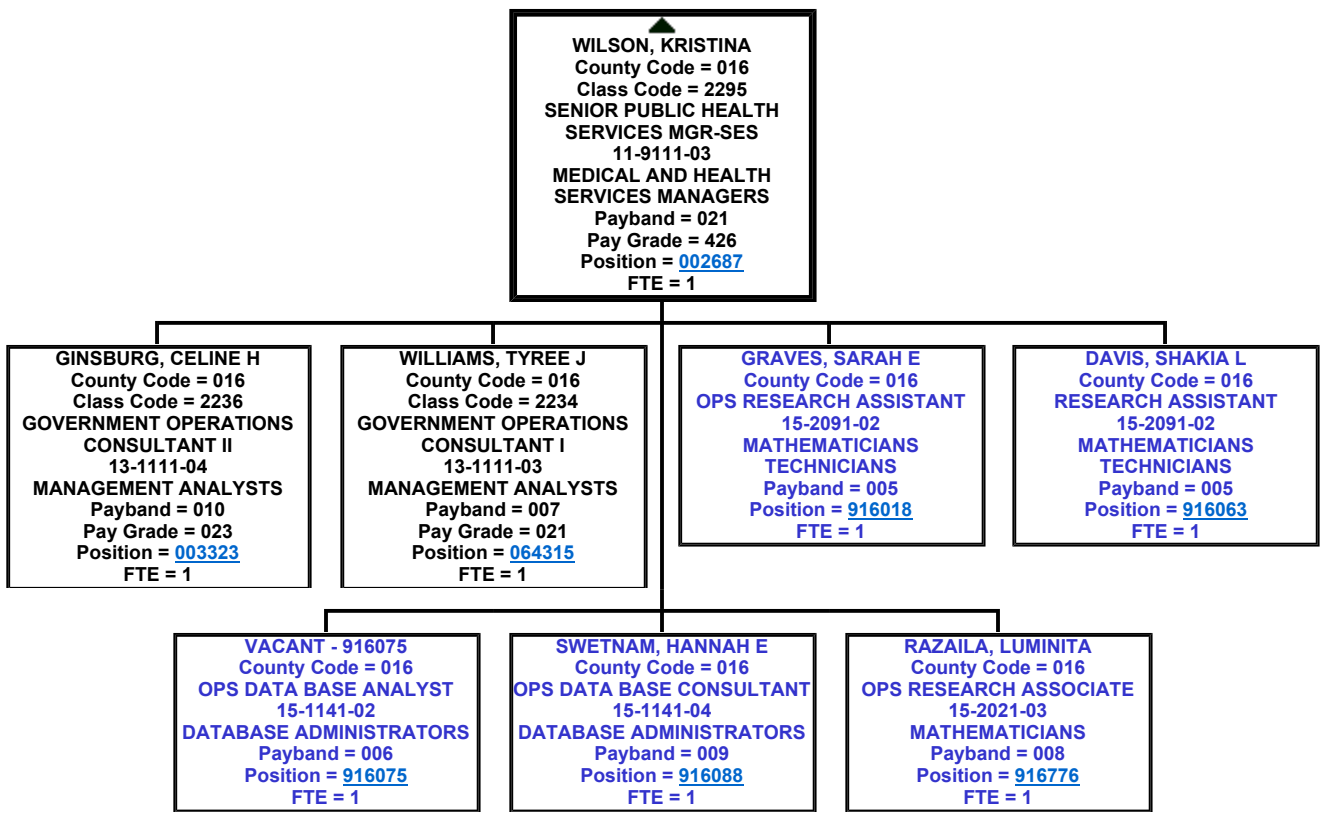 WILSON, KRISTINA
County Code = 016
Class Code = 2295
SENIOR PUBLIC HEALTH
SERVICES MGR-SES
11-9111-03
MEDICAL AND HEALTH
SERVICES MANAGERS
Payband = 021
Pay Grade = 426
Position = 002687
FTE = 1
GINSBURG, CELINE H
County Code = 016
Class Code = 2236
GOVERNMENT OPERATIONS
CONSULTANT II
13-1111-04
MANAGEMENT ANALYSTS
Payband = 010
Pay Grade = 023
Position = 003323
FTE = 1
WILLIAMS, TYREE J
County Code = 016
Class Code = 2234
GOVERNMENT OPERATIONS
CONSULTANT I
13-1111-03
MANAGEMENT ANALYSTS
Payband = 007
Pay Grade = 021
Position = 064315
FTE = 1
GRAVES, SARAH E
County Code = 016
OPS RESEARCH ASSISTANT
15-2091-02
MATHEMATICIANS
TECHNICIANS
Payband = 005
Position = 916018
FTE = 1
DAVIS, SHAKIA L
County Code = 016
RESEARCH ASSISTANT
15-2091-02
MATHEMATICIANS
TECHNICIANS
Payband = 005
Position = 916063
FTE = 1
VACANT - 916075
County Code = 016
OPS DATA BASE ANALYST
15-1141-02
DATABASE ADMINISTRATORS
Payband = 006
Position = 916075
FTE = 1
SWETNAM, HANNAH E
County Code = 016
OPS DATA BASE CONSULTANT
15-1141-04
DATABASE ADMINISTRATORS
Payband = 009
Position = 916088
FTE = 1
RAZAILA, LUMINITA
County Code = 016
OPS RESEARCH ASSOCIATE
15-2021-03
MATHEMATICIANS
Payband = 008
Position = 916776
FTE = 1